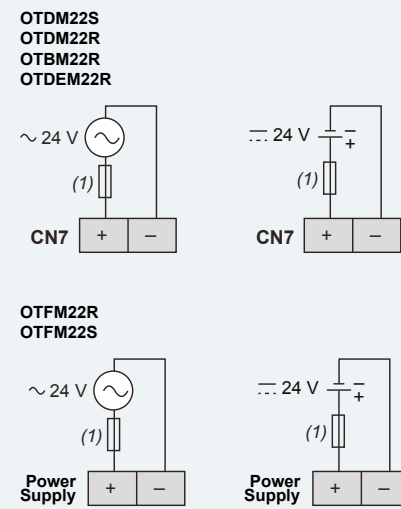 OTDM22S
OTDM22R
OTBM22R
OTDEM22R
~ 24 V
⎓ 24 V
–
+
(1)
(1)
CN7 + –
CN7 + –
OTFM22R
OTFM22S
~ 24 V
⎓ 24 V
–
+
(1)
(1)
Power
Supply + –
Power
Supply + –